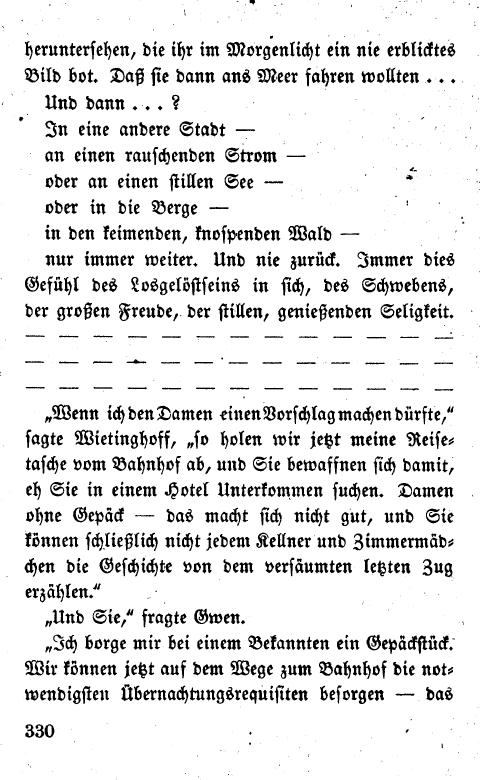 heruntersehen, die ihr im Morgenlicht ein nie erblicktes
Bild bot. Daß sie dann ans Meer fahren wollten . . .
Und dann . . . ?
In eine andere Stadt —
an einen rauschenden Strom —
oder an einen stillen See —
oder in die Berge —
in den keimenden, knospenden Wald —
nur immer weiter. Und nie zurück. Immer dies
Gefühl des Losgelöstseins in sich, des Schwebens,
der großen Freude, der stillen, genießenden Seligkeit.
— — — — — — — — — — — — —
— — — — — — — — — — — — —
— — — — — — — — — — — — —
„Wenn ich den Damen einen Vorschlag machen dürfte,“
sagte Wietinghoff, „so holen wir jetzt meine Reise-
tasche vom Bahnhof ab, und Sie bewaffnen sich damit,
eh Sie in einem Hotel Unterkommen suchen. Damen
ohne Gepäck — das macht sich nicht gut, und Sie
können schließlich nicht jedem Kellner und Zimmermäd-
chen die Geschichte von dem versäumten letzten Zug
erzählen.“
„Und Sie,“ fragte Gwen.
„Ich borge mir bei einem Bekannten ein Gepäckstück.
Wir können jetzt auf dem Wege zum Bahnhof die not-
wendigsten Übernachtungsrequisiten besorgen — das
330